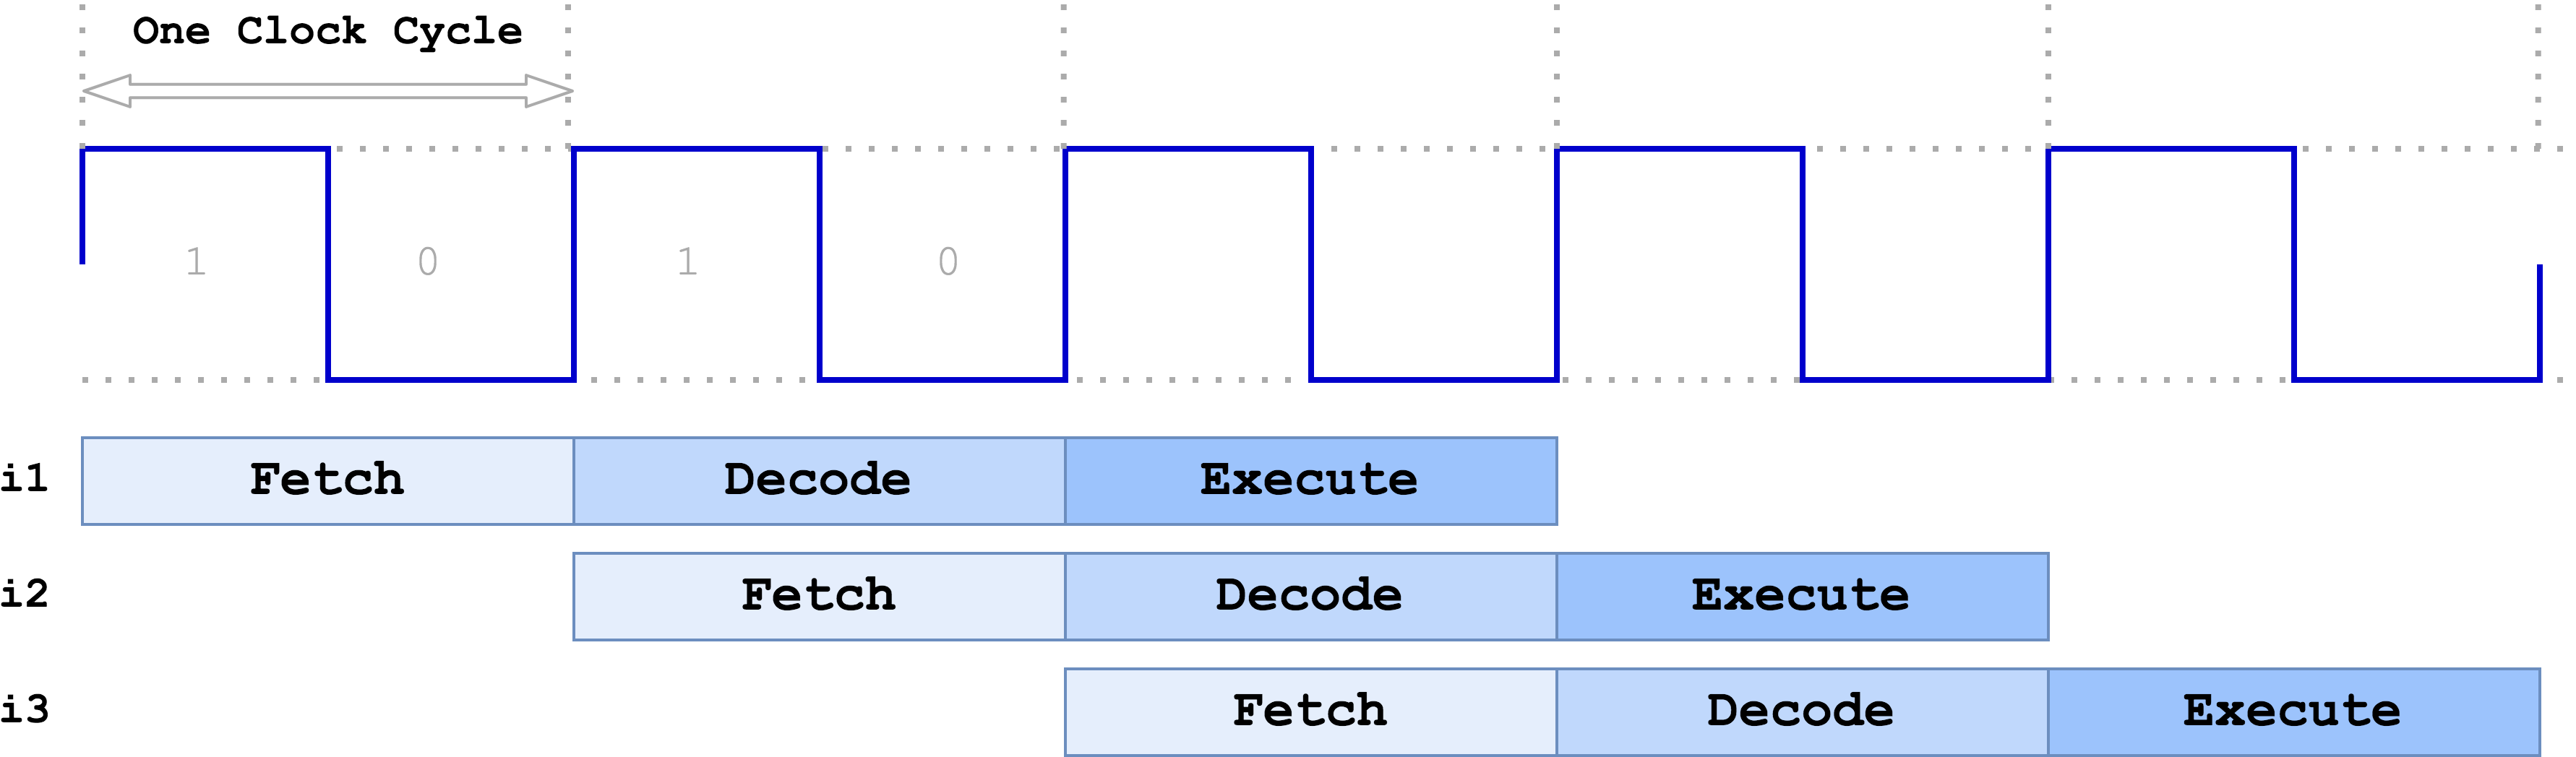 One Clock Cycle
1 0 1 0
i1 Fetch Decode Execute
i2 Fetch Decode Execute
i3 Fetch Decode Execute